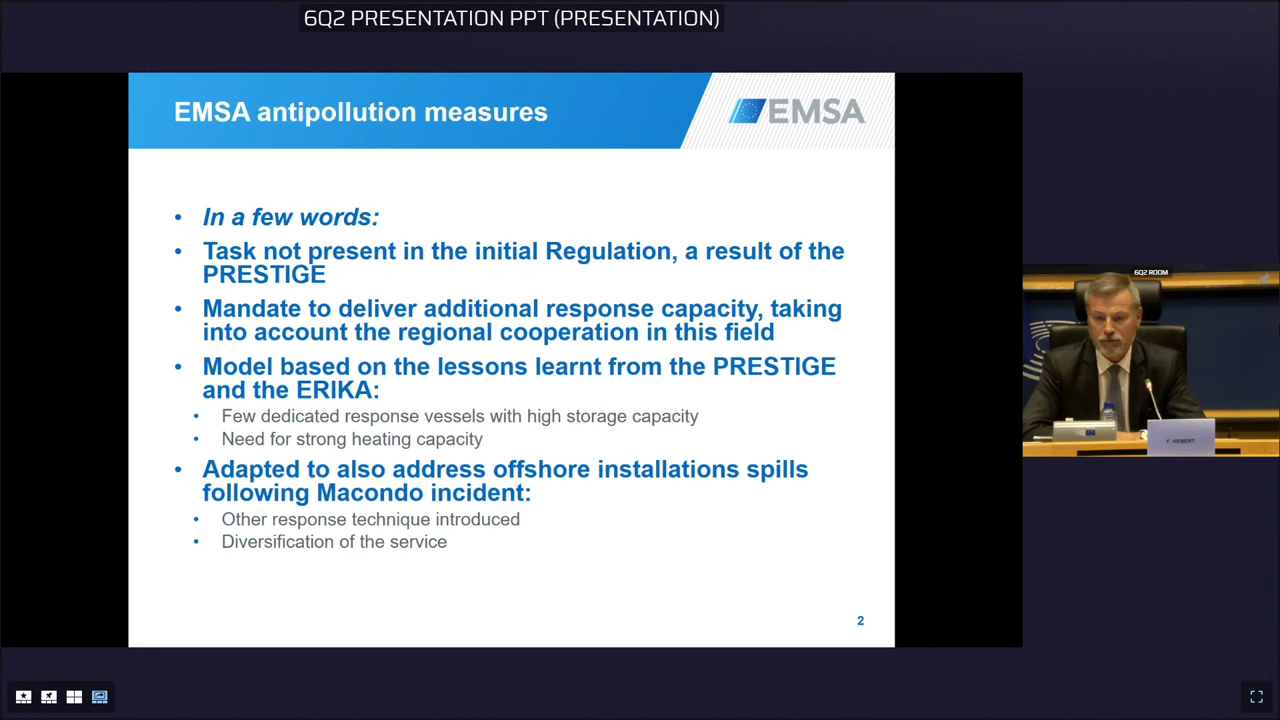 6Q2 PRESENTATION PPT (PRESENTATION)
EMSA antipollution measures
EMSA
• In a few words:
• Task not present in the initial Regulation, a result of the
PRESTIGE
• Mandate to deliver additional response capacity, taking
into account the regional cooperation in this field
• Model based on the lessons learnt from the PRESTIGE
and the ERIKA:
• Few dedicated response vessels with high storage capacity
• Need for strong heating capacity
• Adapted to also address offshore installations spills
following Macondo incident:
• Other response technique introduced
• Diversification of the service
2
6Q2 ROOM
F. HEBERT